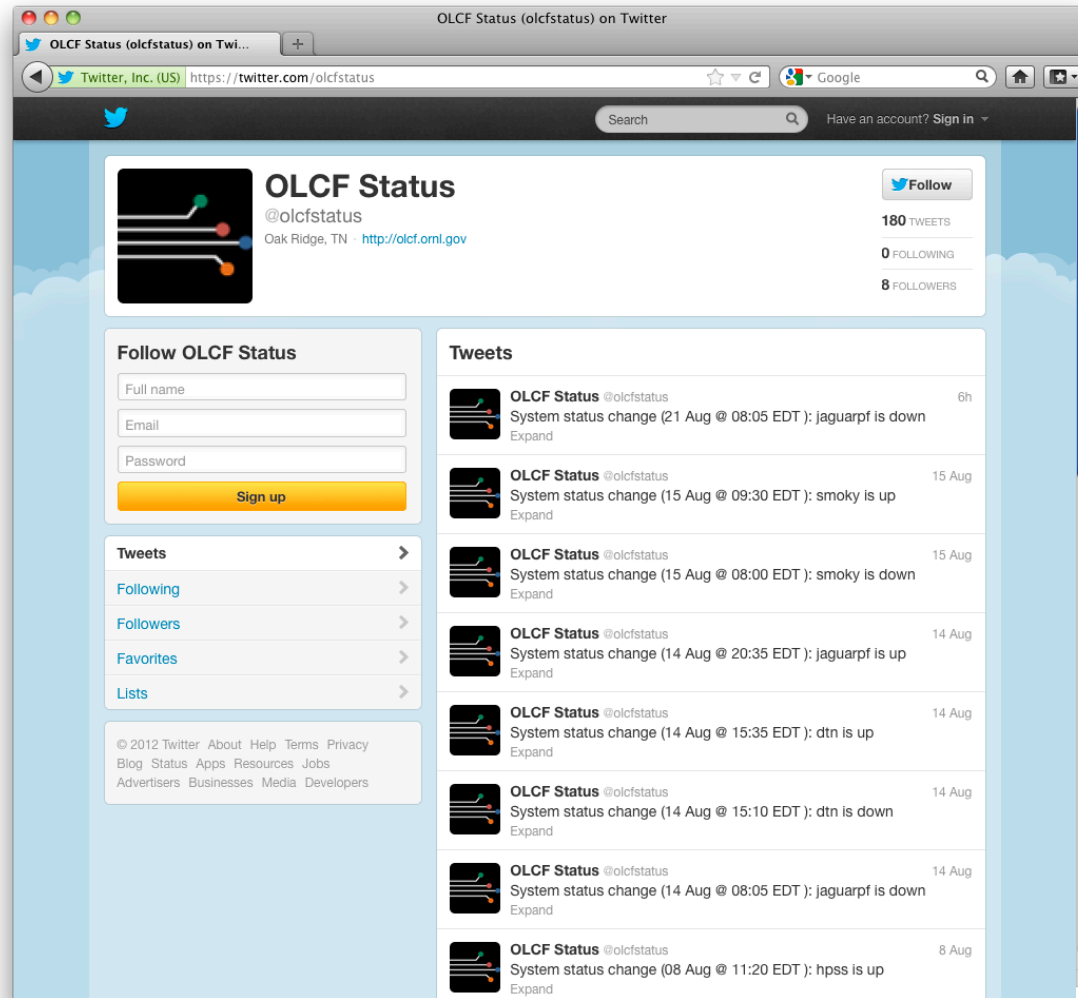 OLCF Status (olcfstatus) on Twitter
OLCF Status (olcfstatus) on Twi... +
Twitter, Inc. (US) https://twitter.com/olcfstatus Google
Search Have an account? Sign in
OLCF Status
@olcfstatus
Oak Ridge, TN · http://olcf.ornl.gov
Follow
180 TWEETS
0 FOLLOWING
8 FOLLOWERS
Follow OLCF Status
Full name
Email
Password
Sign up
Tweets
Following
Followers
Favorites
Lists
© 2012 Twitter About Help Terms Privacy
Blog Status Apps Resources Jobs
Advertisers Businesses Media Developers
Tweets
OLCF Status @olcfstatus 6h
System status change (21 Aug @ 08:05 EDT ): jaguarpf is down
Expand
OLCF Status @olcfstatus 15 Aug
System status change (15 Aug @ 09:30 EDT ): smoky is up
Expand
OLCF Status @olcfstatus 15 Aug
System status change (15 Aug @ 08:00 EDT ): smoky is down
Expand
OLCF Status @olcfstatus 14 Aug
System status change (14 Aug @ 20:35 EDT ): jaguarpf is up
Expand
OLCF Status @olcfstatus 14 Aug
System status change (14 Aug @ 15:35 EDT ): dtn is up
Expand
OLCF Status @olcfstatus 14 Aug
System status change (14 Aug @ 15:10 EDT ): dtn is down
Expand
OLCF Status @olcfstatus 14 Aug
System status change (14 Aug @ 08:05 EDT ): jaguarpf is down
Expand
OLCF Status @olcfstatus 8 Aug
System status change (08 Aug @ 11:20 EDT ): hpss is up
Expand